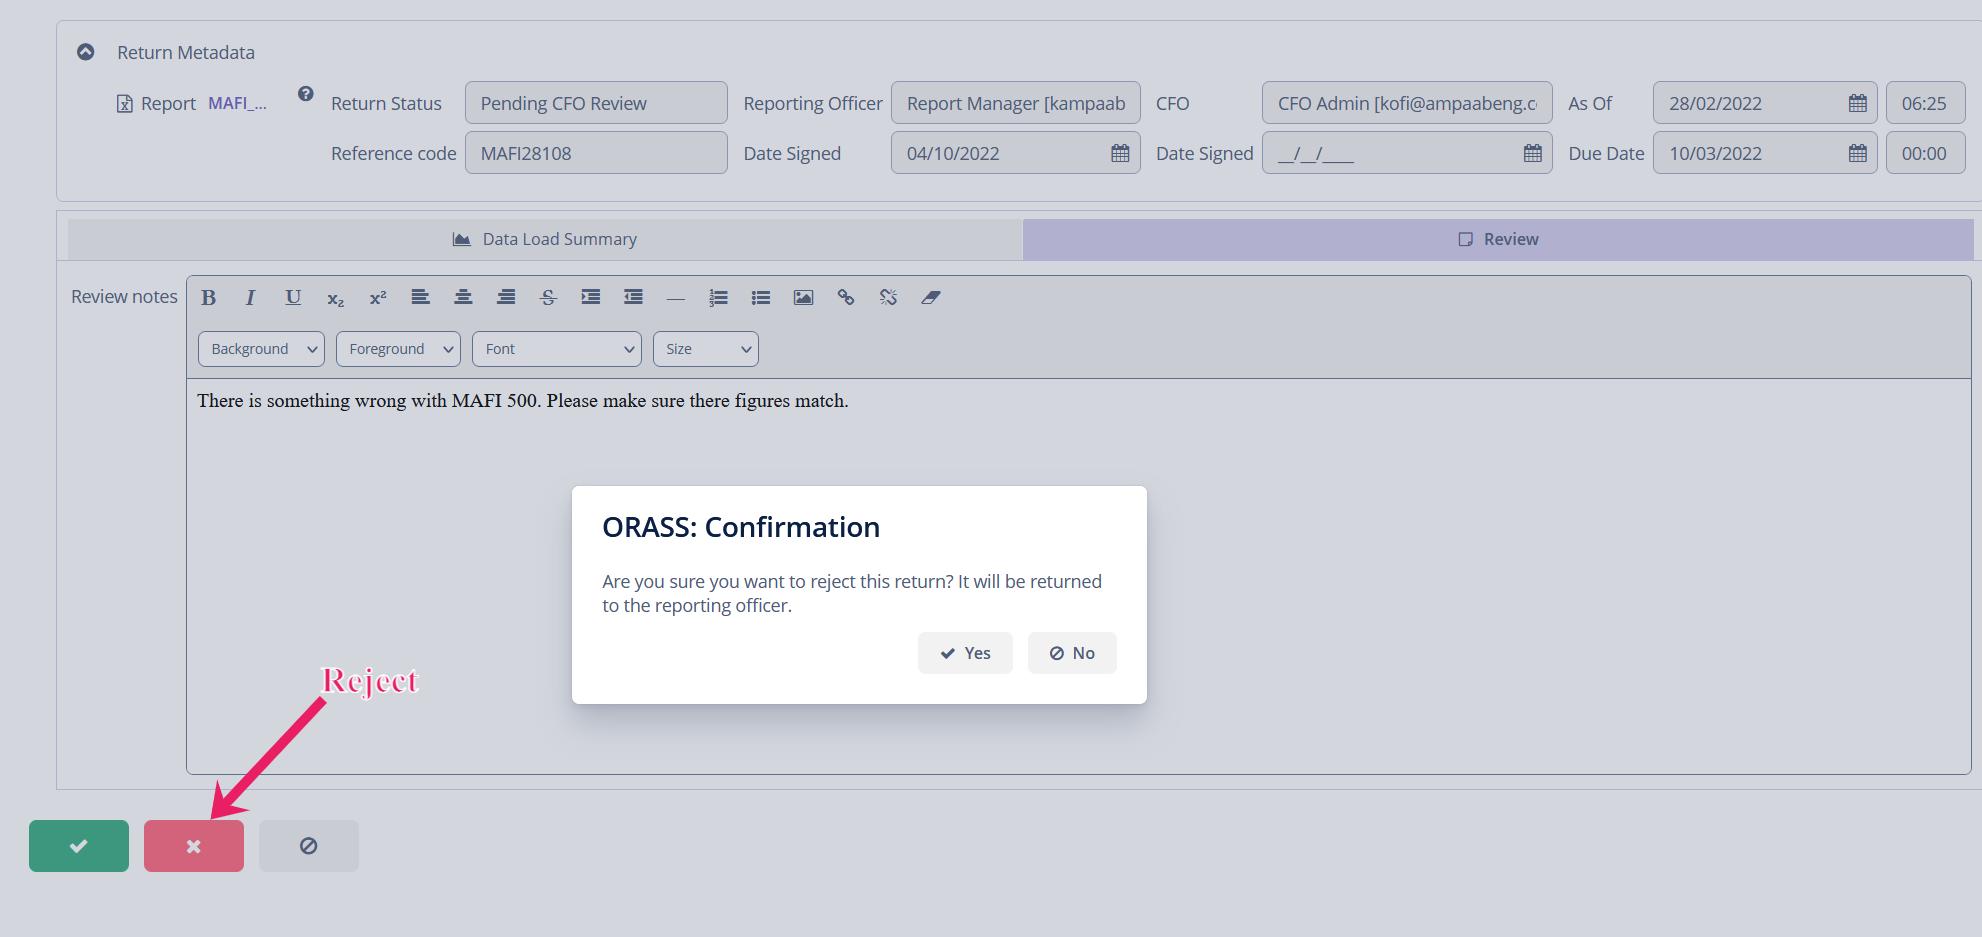 Return Metadata
Report MAFI_... Return Status Pending CFO Review Reporting Officer Report Manager [kampaab CFO CFO Admin [kofi@ampaabeng.c As Of 28/02/2022 06:25
Reference code MAFI28108 Date Signed 04/10/2022 Date Signed __/__/____ Due Date 10/03/2022 00:00
Data Load Summary Review
Review notes B I U x₂ x² S
Background Foreground Font Size
There is something wrong with MAFI 500. Please make sure there figures match.
ORASS: Confirmation
Are you sure you want to reject this return? It will be returned
to the reporting officer.
Yes No
Reject